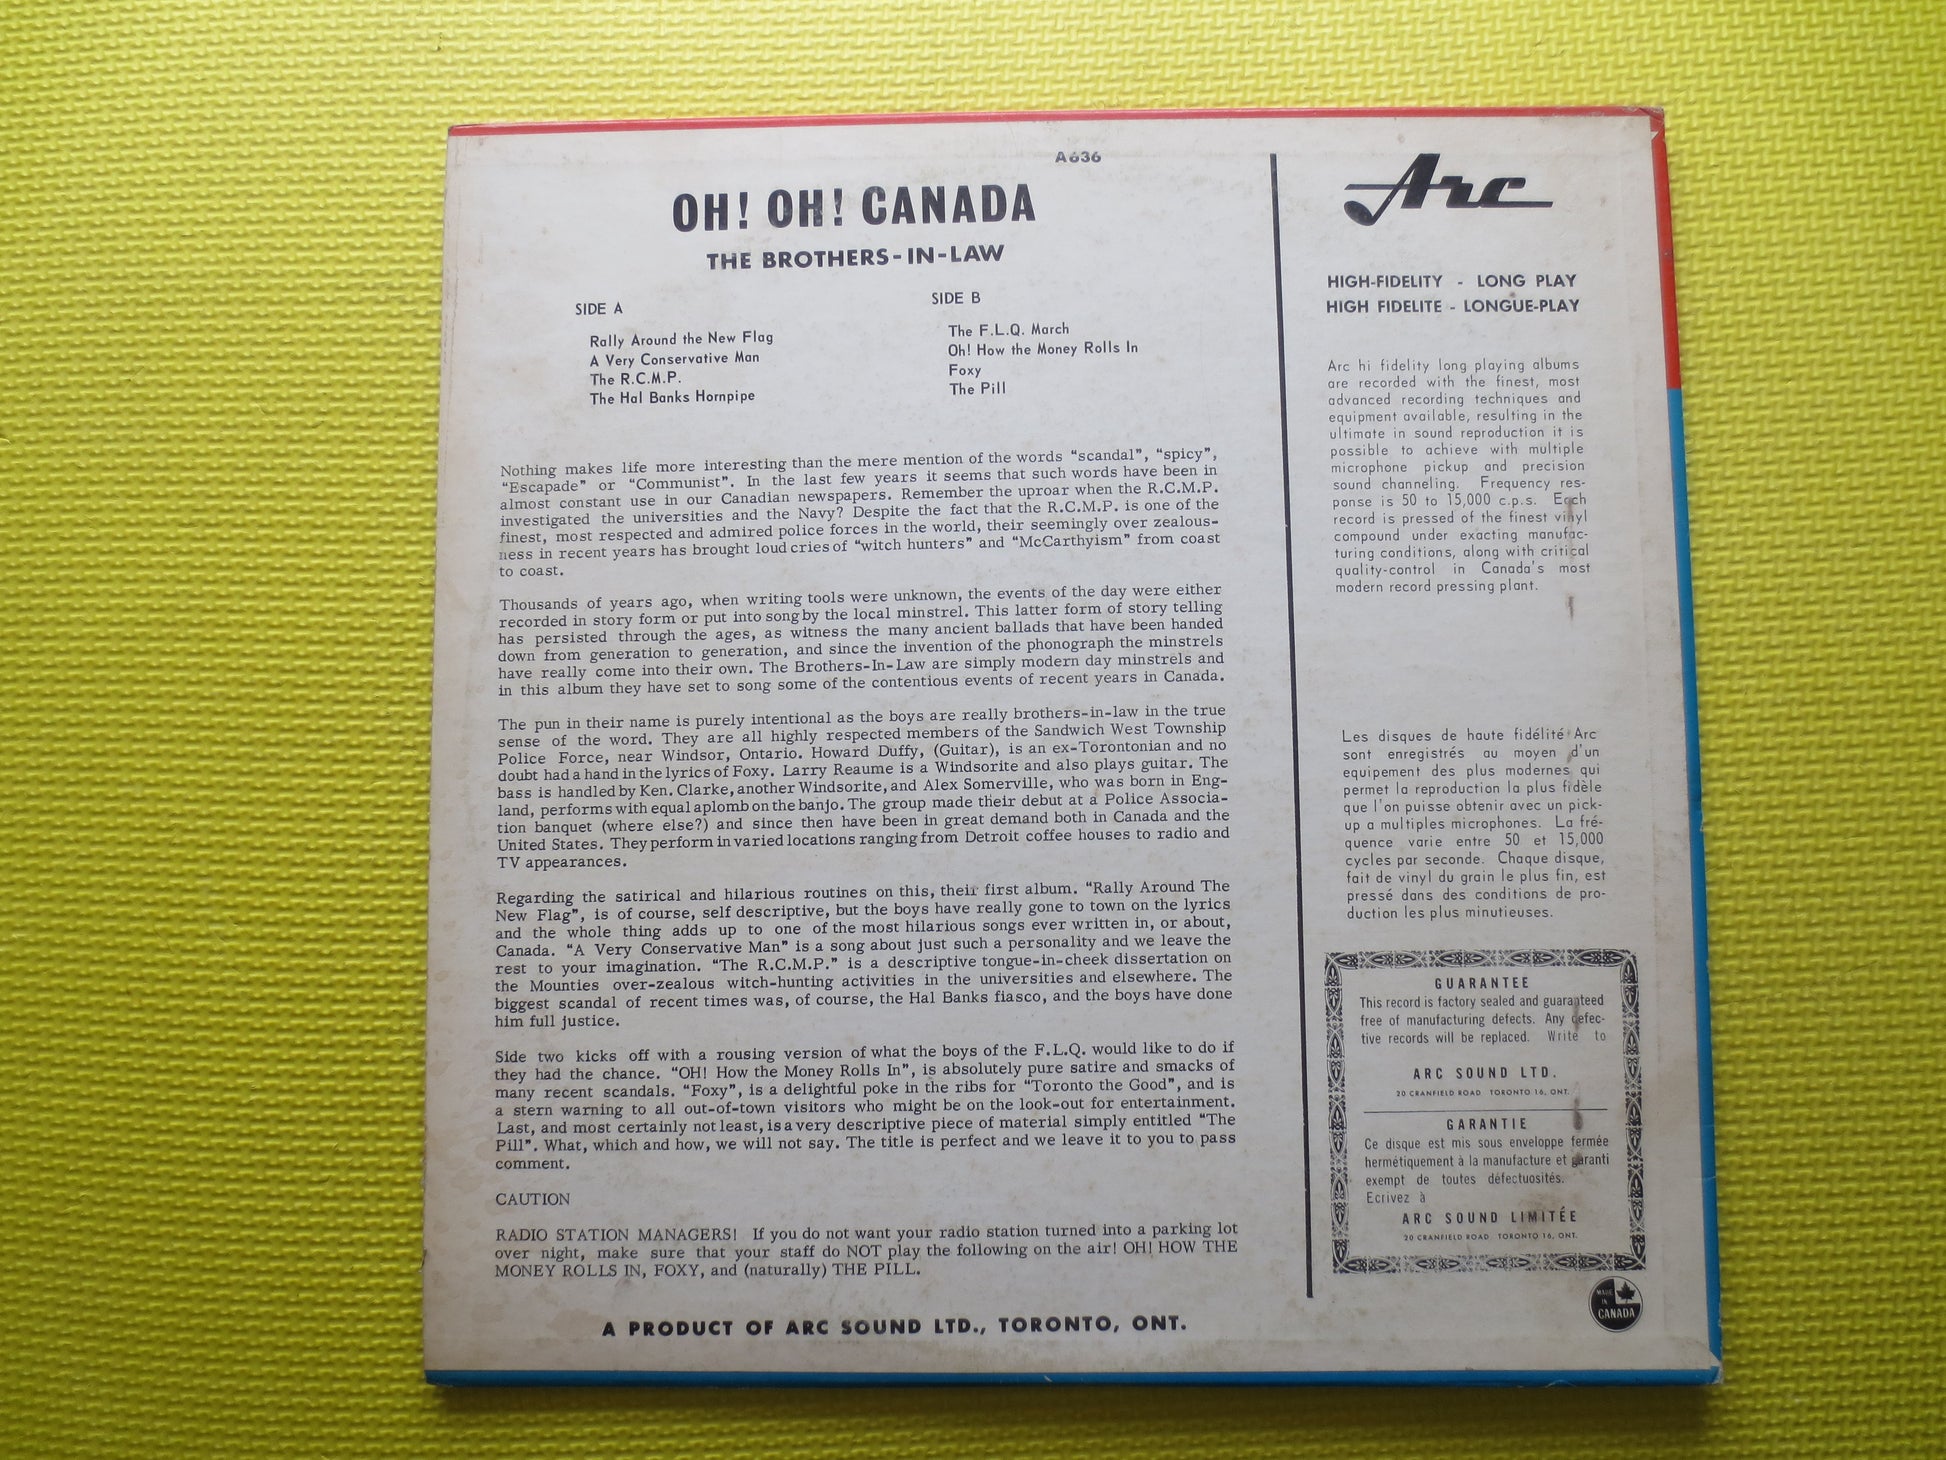 A636
OH! OH! CANADA
THE BROTHERS-IN-LAW
SIDE A
Rally Around the New Flag
A Very Conservative Man
The R.C.M.P.
The Hal Banks Hornpipe
SIDE B
The F.L.Q. March
Oh! How the Money Rolls In
Foxy
The Pill
Nothing makes life more interesting than the mere mention of the words “scandal”, “spicy”,
“Escapade” or “Communist”. In the last few years it seems that such words have been in
almost constant use in our Canadian newspapers. Remember the uproar when the R.C.M.P.
investigated the universities and the Navy? Despite the fact that the R.C.M.P. is one of the
finest, most respected and admired police forces in the world, their seemingly over zealous-
ness in recent years has brought loud cries of “witch hunters” and “McCarthyism” from coast
to coast.
Thousands of years ago, when writing tools were unknown, the events of the day were either
recorded in story form or put into song by the local minstrel. This latter form of story telling
has persisted through the ages, as witness the many ancient ballads that have been handed
down from generation to generation, and since the invention of the phonograph the minstrels
have really come into their own. The Brothers-In-Law are simply modern day minstrels and
in this album they have set to song some of the contentious events of recent years in Canada.
The pun in their name is purely intentional as the boys are really brothers-in-law in the true
sense of the word. They are all highly respected members of the Sandwich West Township
Police Force, near Windsor, Ontario. Howard Duffy, (Guitar), is an ex-Torontonian and no
doubt had a hand in the lyrics of Foxy. Larry Reaume is a Windsorite and also plays guitar. The
bass is handled by Ken. Clarke, another Windsorite, and Alex Somerville, who was born in Eng-
land, performs with equal aplomb on the banjo. The group made their debut at a Police Associa-
tion banquet (where else?) and since then have been in great demand both in Canada and the
United States. They perform in varied locations ranging from Detroit coffee houses to radio and
TV appearances.
Regarding the satirical and hilarious routines on this, their first album. “Rally Around The
New Flag”, is of course, self descriptive, but the boys have really gone to town on the lyrics
and the whole thing adds up to one of the most hilarious songs ever written in, or about,
Canada. “A Very Conservative Man” is a song about just such a personality and we leave the
rest to your imagination. “The R.C.M.P.” is a descriptive tongue-in-cheek dissertation on
the Mounties over-zealous witch-hunting activities in the universities and elsewhere. The
biggest scandal of recent times was, of course, the Hal Banks fiasco, and the boys have done
him full justice.
Side two kicks off with a rousing version of what the boys of the F.L.Q. would like to do if
they had the chance. “OH! How the Money Rolls In”, is absolutely pure satire and smacks of
many recent scandals. “Foxy”, is a delightful poke in the ribs for “Toronto the Good”, and is
a stern warning to all out-of-town visitors who might be on the look-out for entertainment.
Last, and most certainly not least, is a very descriptive piece of material simply entitled “The
Pill”. What, which and how, we will not say. The title is perfect and we leave it to you to pass
comment.
CAUTION
RADIO STATION MANAGERS! If you do not want your radio station turned into a parking lot
over night, make sure that your staff do NOT play the following on the air! OH! HOW THE
MONEY ROLLS IN, FOXY, and (naturally) THE PILL.
A PRODUCT OF ARC SOUND LTD., TORONTO, ONT.
Arc
HIGH-FIDELITY - LONG PLAY
HIGH FIDELITE - LONGUE-PLAY
Arc hi fidelity long playing albums
are recorded with the finest, most
advanced recording techniques and
equipment available, resulting in the
ultimate in sound reproduction it is
possible to achieve with multiple
microphone pickup and precision
sound channeling. Frequency res-
ponse is 50 to 15,000 c.p.s. Each
record is pressed of the finest vinyl
compound under exacting manufac-
turing conditions, along with critical
quality-control in Canada's most
modern record pressing plant.
Les disques de haute fidélité Arc
sont enregistrés au moyen d'un
equipement des plus modernes qui
permet la reproduction la plus fidèle
que l'on puisse obtenir avec un pick-
up a multiples microphones. La fré-
quence varie entre 50 et 15,000
cycles par seconde. Chaque disque,
fait de vinyl du grain le plus fin, est
pressé dans des conditions de pro-
duction les plus minutieuses.
GUARANTEE
This record is factory sealed and guaranteed
free of manufacturing defects. Any defec-
tive records will be replaced. Write to
ARC SOUND LTD.
20 CRANFIELD ROAD TORONTO 16, ONT.
GARANTIE
Ce disque est mis sous enveloppe fermée
hermétiquement à la manufacture et garanti
exempt de toutes défectuosités.
Ecrivez à
ARC SOUND LIMITÉE
20 CRANFIELD ROAD TORONTO 16, ONT.
MADE
IN
CANADA